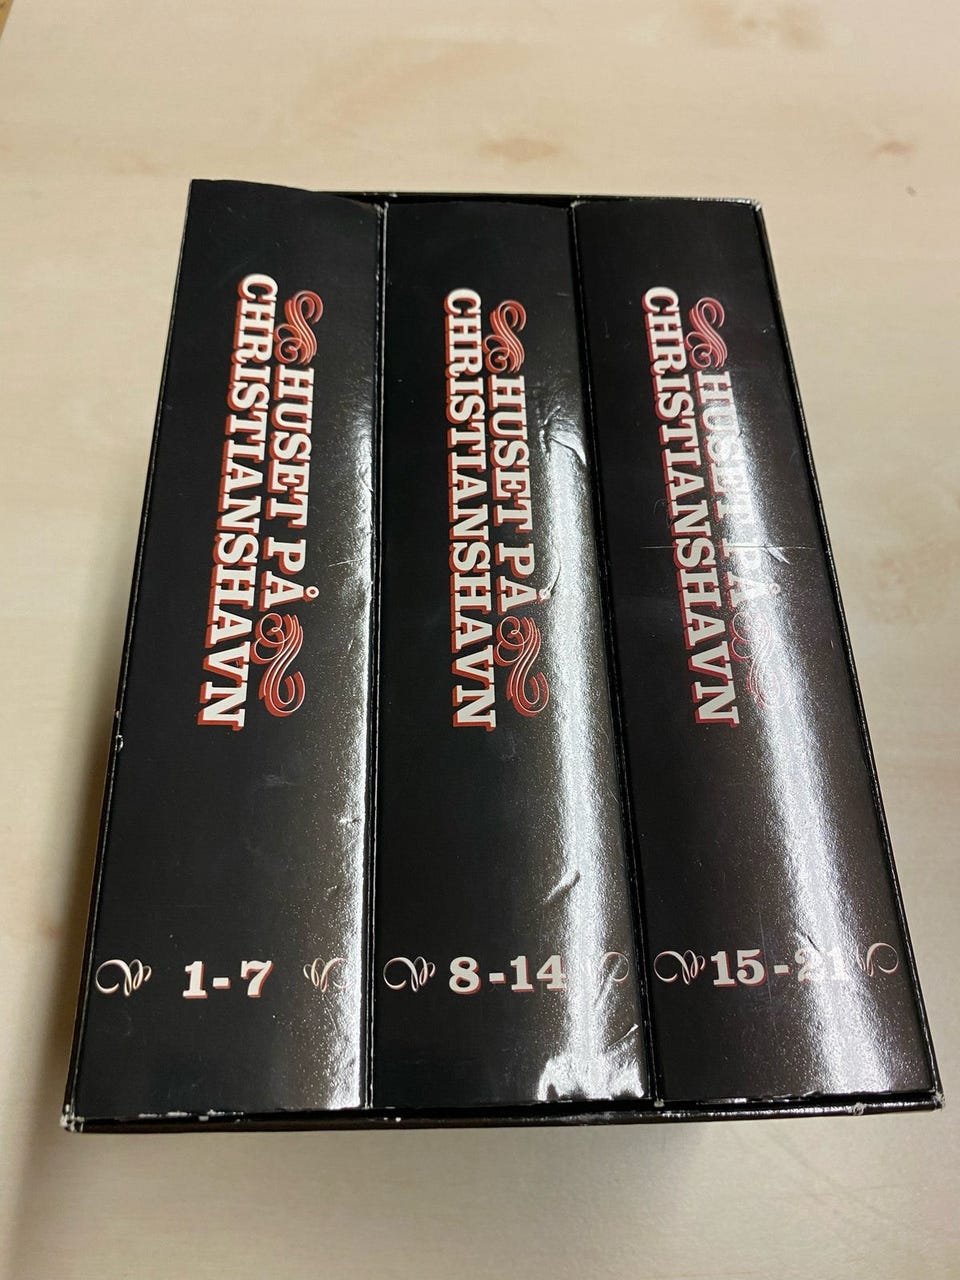 HUSET PÅ
CHRISTIANSHAVN
1-7
HUSET PÅ
CHRISTIANSHAVN
8-14
HUSET PÅ
CHRISTIANSHAVN
15-21